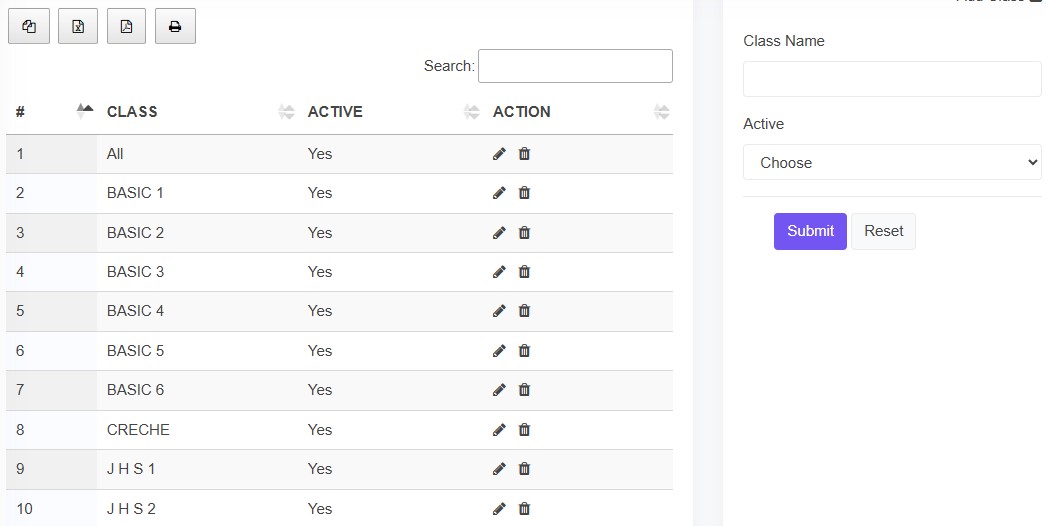 Search:
# CLASS ACTIVE ACTION
1 All Yes
2 BASIC 1 Yes
3 BASIC 2 Yes
4 BASIC 3 Yes
5 BASIC 4 Yes
6 BASIC 5 Yes
7 BASIC 6 Yes
8 CRECHE Yes
9 J H S 1 Yes
10 J H S 2 Yes
Class Name
Active
Choose
Submit Reset